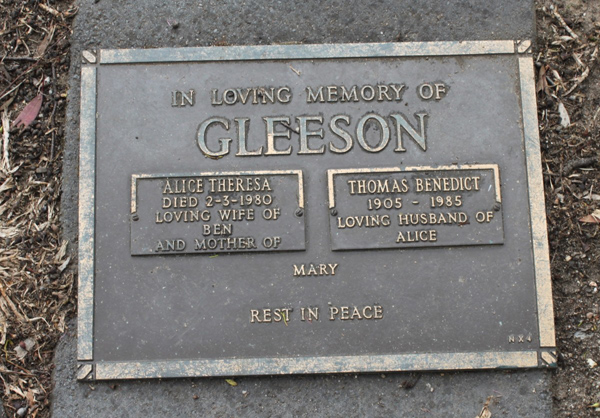 IN LOVING MEMORY OF
GLEESON
ALICE THERESA
DIED 2-3-1980
LOVING WIFE OF
BEN
AND MOTHER OF
THOMAS BENEDICT
1905 - 1985
LOVING HUSBAND OF
ALICE
MARY
REST IN PEACE
NX4